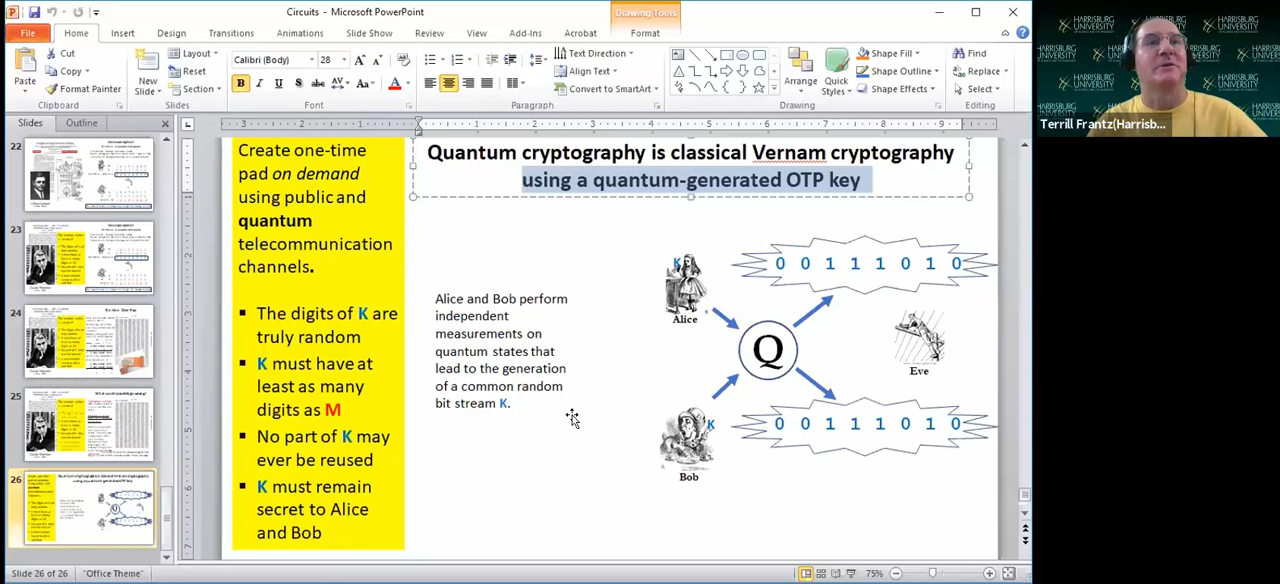 Circuits - Microsoft PowerPoint
Drawing Tools
File
Home
Insert
Design
Transitions
Animations
Slide Show
Review
View
Add-Ins
Acrobat
Format
Paste
Cut
Copy
Format Painter
Clipboard
New
Slide
Layout
Reset
Section
Slides
Calibri (Body)
28
Font
Text Direction
Align Text
Convert to SmartArt
Paragraph
Arrange
Quick
Styles
Shape Fill
Shape Outline
Shape Effects
Drawing
Find
Replace
Select
Editing
Slides
Outline
22
23
24
25
26
Create one-time
pad on demand
using public and
quantum
telecommunication
channels.
The digits of K are
truly random
K must have at
least as many
digits as M
No part of K may
ever be reused
K must remain
secret to Alice
and Bob
Quantum cryptography is classical Vernam cryptography
using a quantum-generated OTP key
Alice and Bob perform
independent
measurements on
quantum states that
lead to the generation
of a common random
bit stream K.
K
Alice
0 0 1 1 1 0 1 0
Q
Eve
K
Bob
0 0 1 1 1 0 1 0
Slide 26 of 26
"Office Theme"
75%
HARRISBURG
UNIVERSITY
Terrill Frantz(Harrisb...